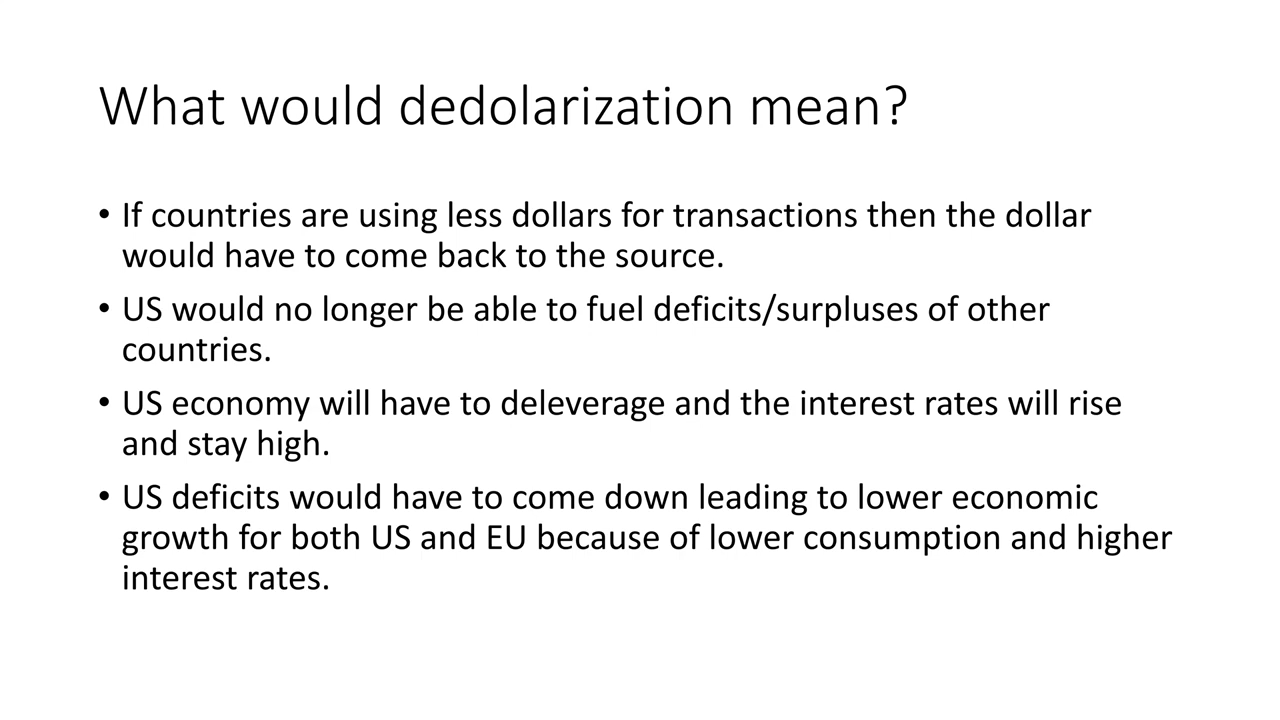 What would dedolarization mean?
• If countries are using less dollars for transactions then the dollar
would have to come back to the source.
• US would no longer be able to fuel deficits/surpluses of other
countries.
• US economy will have to deleverage and the interest rates will rise
and stay high.
• US deficits would have to come down leading to lower economic
growth for both US and EU because of lower consumption and higher
interest rates.